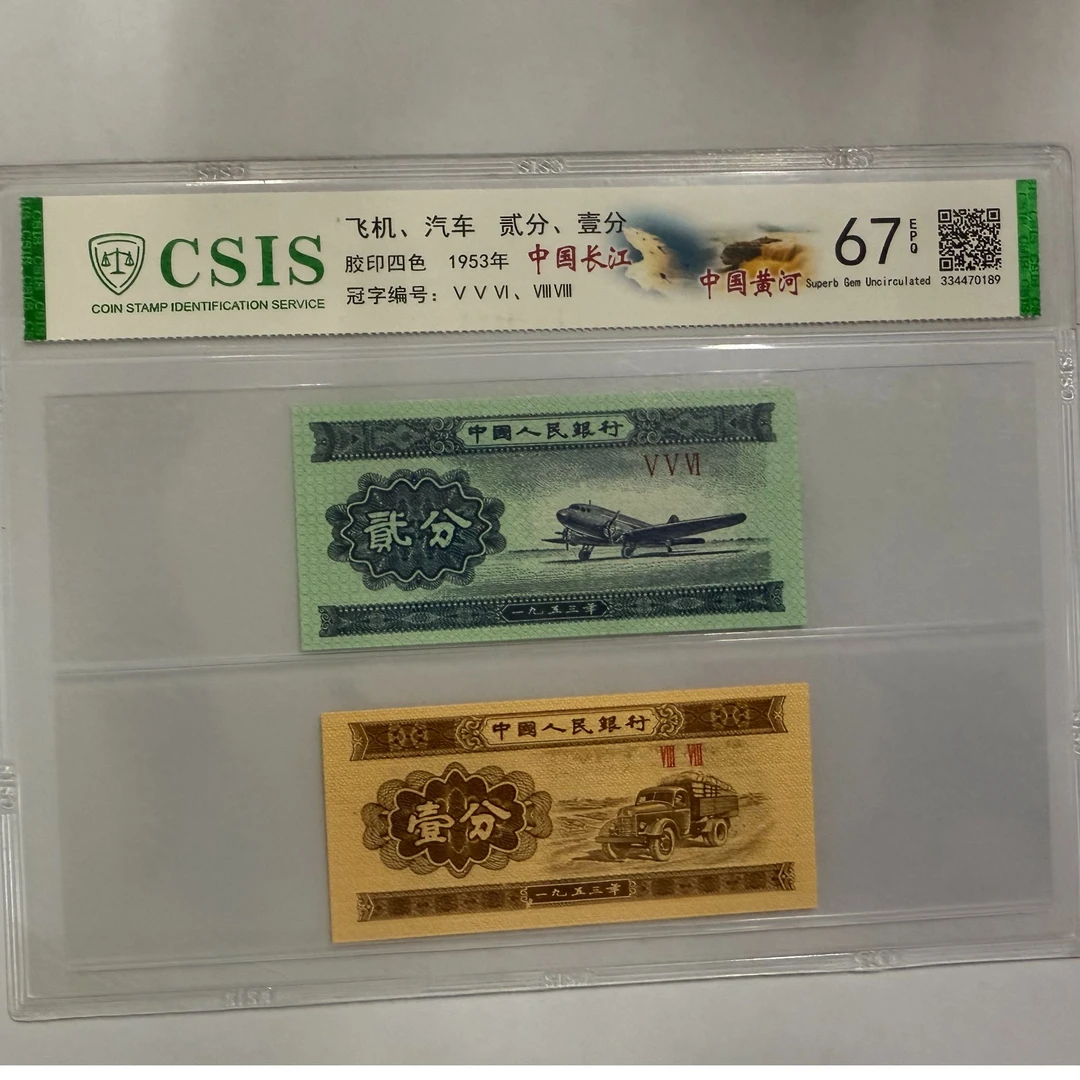 CSIS
COIN STAMP IDENTIFICATION SERVICE
飞机、汽车 贰分、壹分
胶印四色 1953年 中国长江
中国黄河
冠字编号：ⅤⅤⅥ、ⅧⅧ
67 EPQ
Superb Gem Uncirculated 334470189
中國人民銀行
ⅤⅤⅥ
貳分
一九五三年
中國人民銀行
Ⅷ Ⅷ
壹分
一九五三年